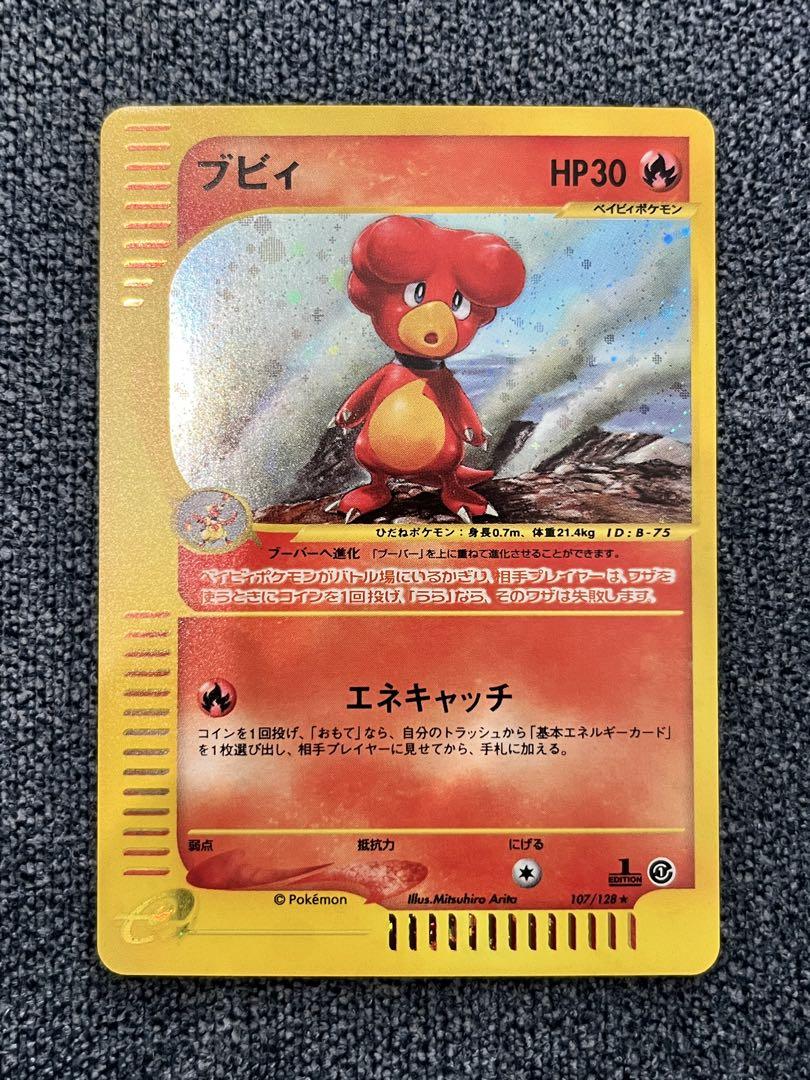 ブビィ HP30
ベイビィポケモン
ひだねポケモン：身長0.7m、体重21.4kg ID:B-75
ブーバーへ進化 「ブーバー」を上に重ねて進化させることができます。
ベイビィポケモンがバトル場にいるかぎり、相手プレイヤーは、ワザを
使うときにコインを1回投げ、「うら」なら、そのワザは失敗します。
エネキャッチ
コインを1回投げ、「おもて」なら、自分のトラッシュから「基本エネルギーカード」
を1枚選び出し、相手プレイヤーに見せてから、手札に加える。
弱点 抵抗力 にげる
1
EDITION
1
© Pokémon Illus.Mitsuhiro Arita 107/128 ★
e